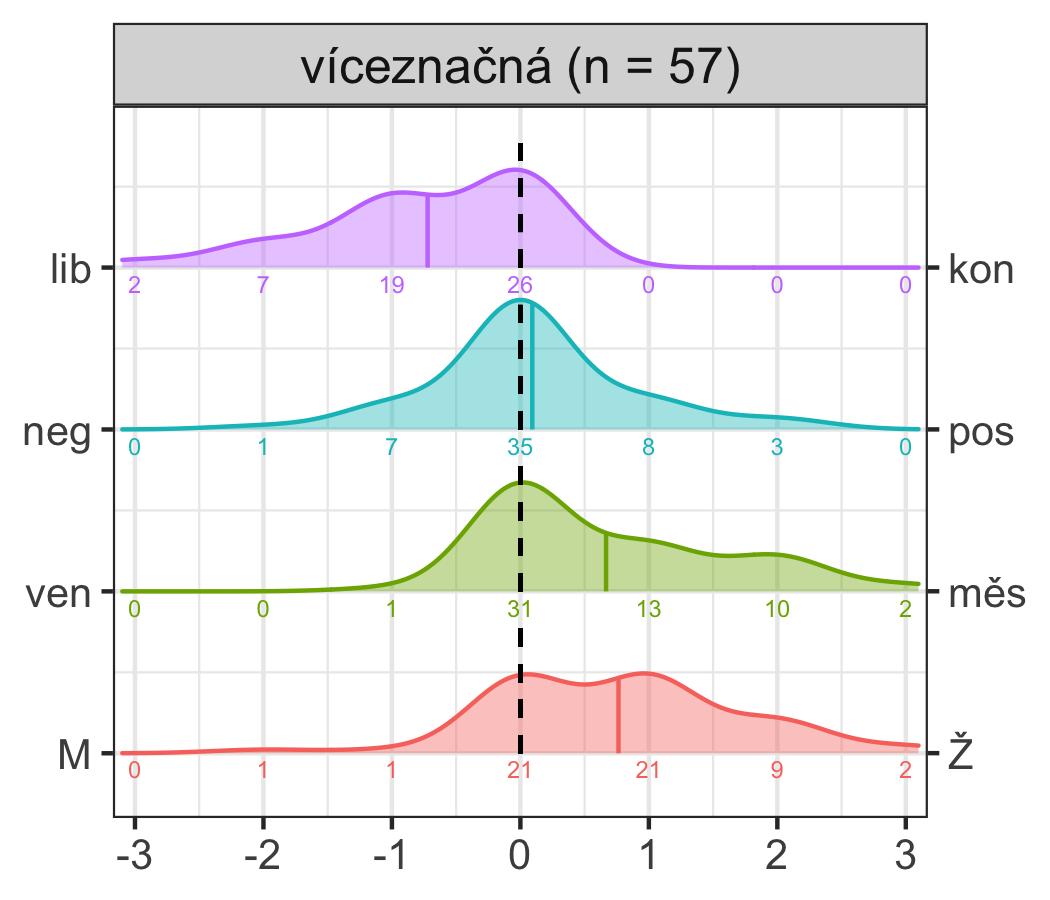 víceznačná (n = 57)
lib kon
2 7 19 26 0 0 0
neg pos
0 1 7 35 8 3 0
ven měs
0 0 1 31 13 10 2
M Ž
0 1 1 21 21 9 2
-3 -2 -1 0 1 2 3